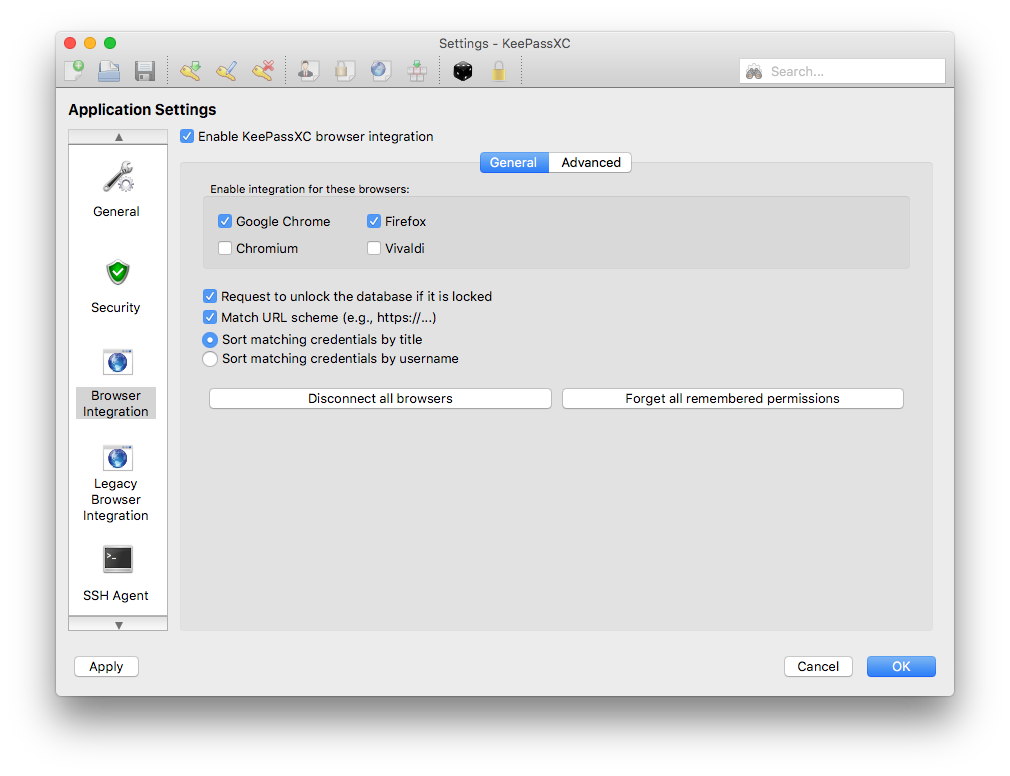 Settings - KeePassXC
Search...
Application Settings
Enable KeePassXC browser integration
General
Advanced
General
Security
Browser
Integration
Legacy
Browser
Integration
>_
SSH Agent
Enable integration for these browsers:
Google Chrome
Firefox
Chromium
Vivaldi
Request to unlock the database if it is locked
Match URL scheme (e.g., https://...)
Sort matching credentials by title
Sort matching credentials by username
Disconnect all browsers
Forget all remembered permissions
Apply
Cancel
OK